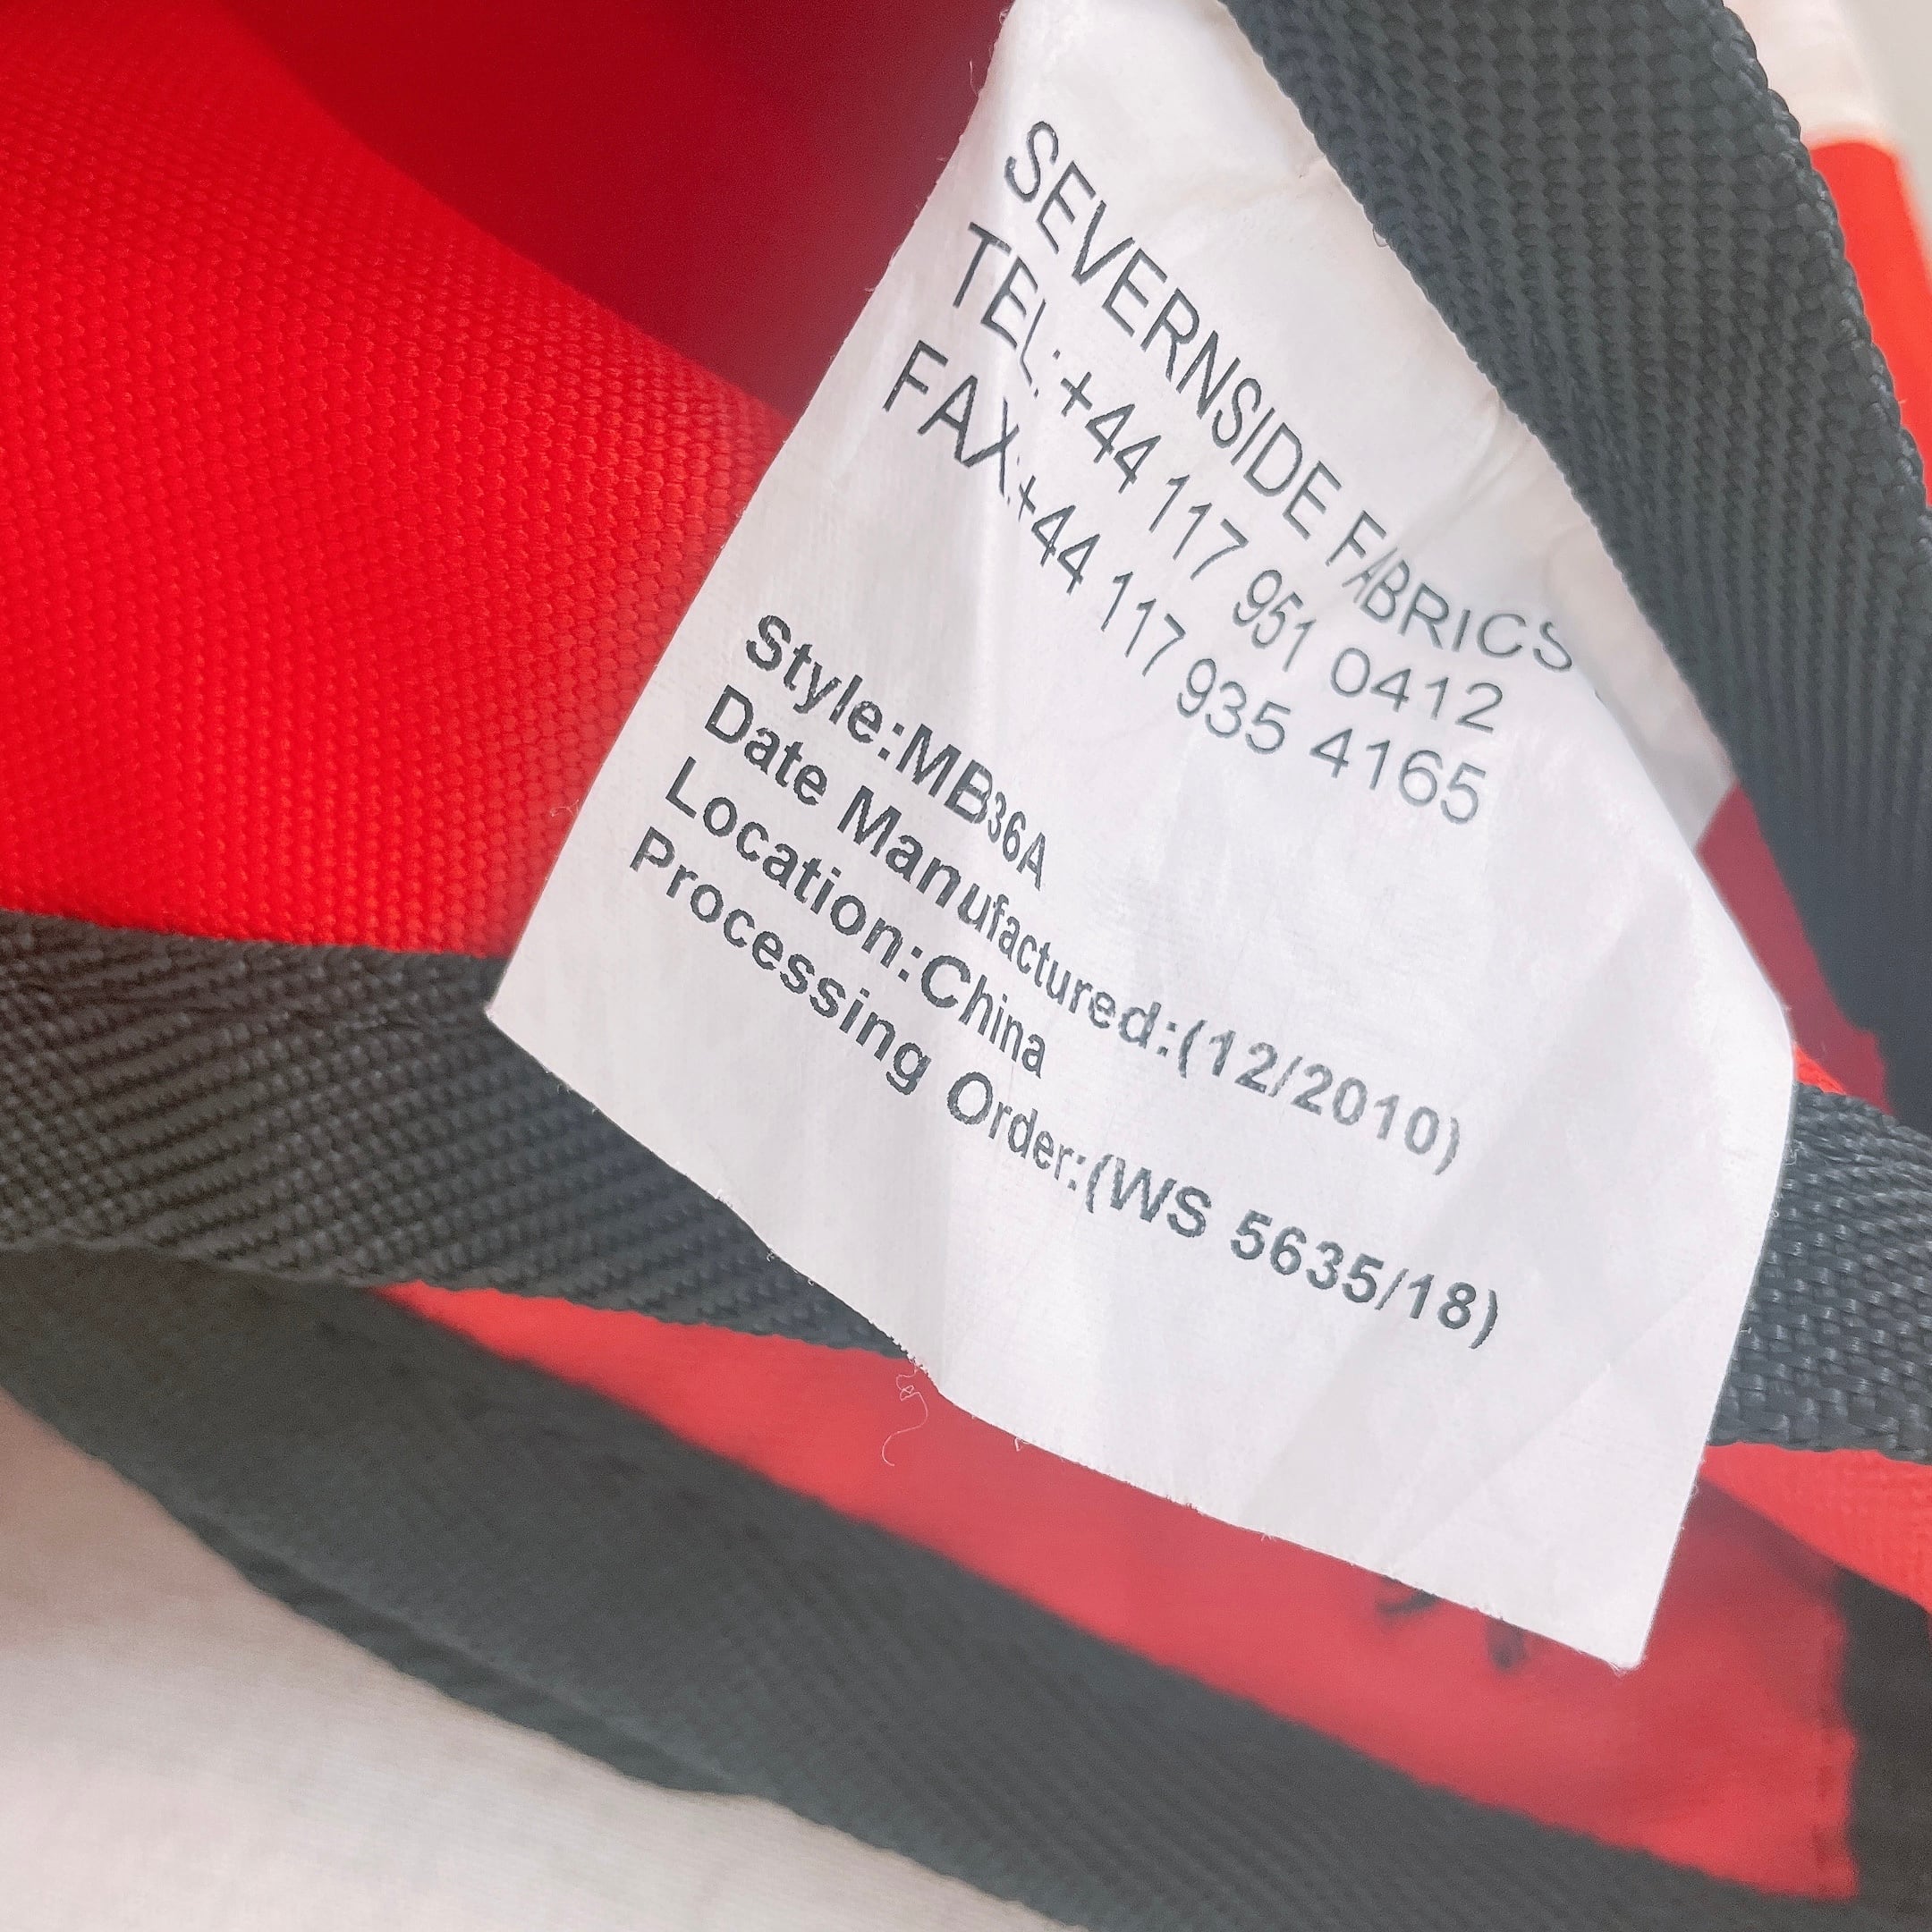 SEVERNSIDE FABRICS
TEL:+44 117 951 0412
FAX:+44 117 935 4165
Style:MB36A
Date Manufactured:(12/2010)
Location:China
Processing Order:(WS 5635/18)